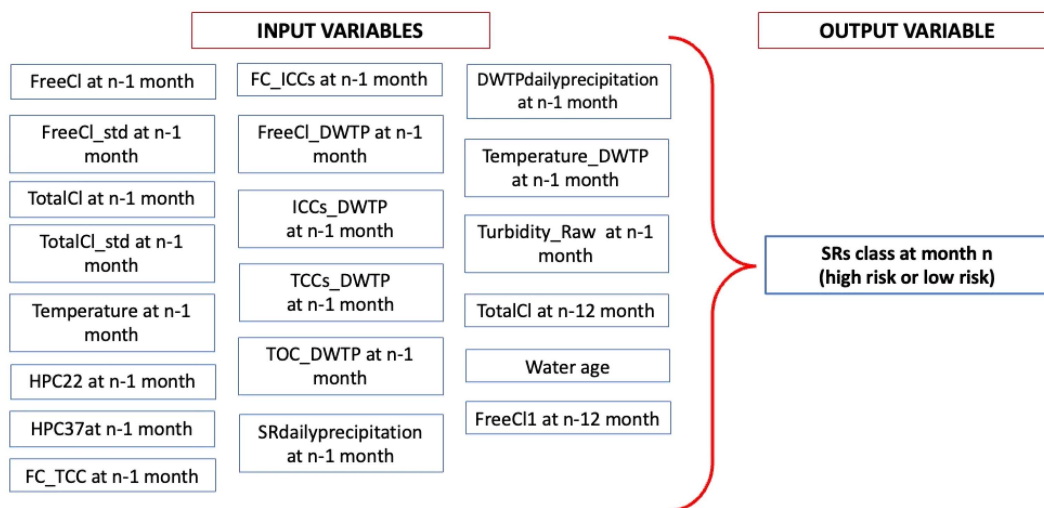 INPUT VARIABLES
OUTPUT VARIABLE
FreeCl at n-1 month
FreeCl_std at n-1
month
TotalCl at n-1 month
TotalCl_std at n-1
month
Temperature at n-1
month
HPC22 at n-1 month
HPC37at n-1 month
FC_TCC at n-1 month
FC_ICCs at n-1 month
FreeCl_DWTP at n-1
month
ICCs_DWTP
at n-1 month
TCCs_DWTP
at n-1 month
TOC_DWTP at n-1
month
SRdailyprecipitation
at n-1 month
DWTPdailyprecipitation
at n-1 month
Temperature_DWTP
at n-1 month
Turbidity_Raw at n-1
month
TotalCl at n-12 month
Water age
FreeCl1 at n-12 month
SRs class at month n
(high risk or low risk)